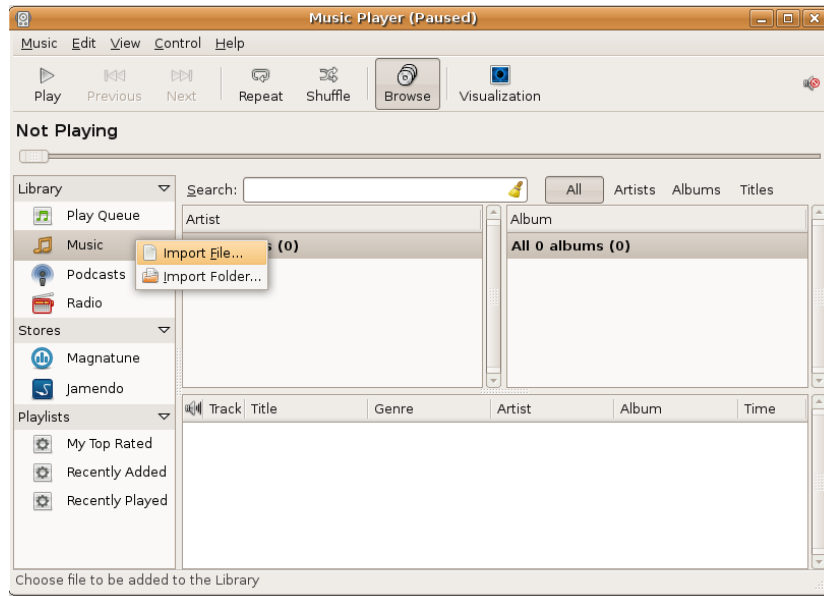 Music Player (Paused)
Music Edit View Control Help
Play Previous Next Repeat Shuffle Browse Visualization
Not Playing
Library
Play Queue
Music
Podcasts
Radio
Stores
Magnatune
Jamendo
Playlists
My Top Rated
Recently Added
Recently Played
Import File...
Import Folder...
Search: All Artists Albums Titles
Artist Album
(0) All 0 albums (0)
Track Title Genre Artist Album Time
Choose file to be added to the Library